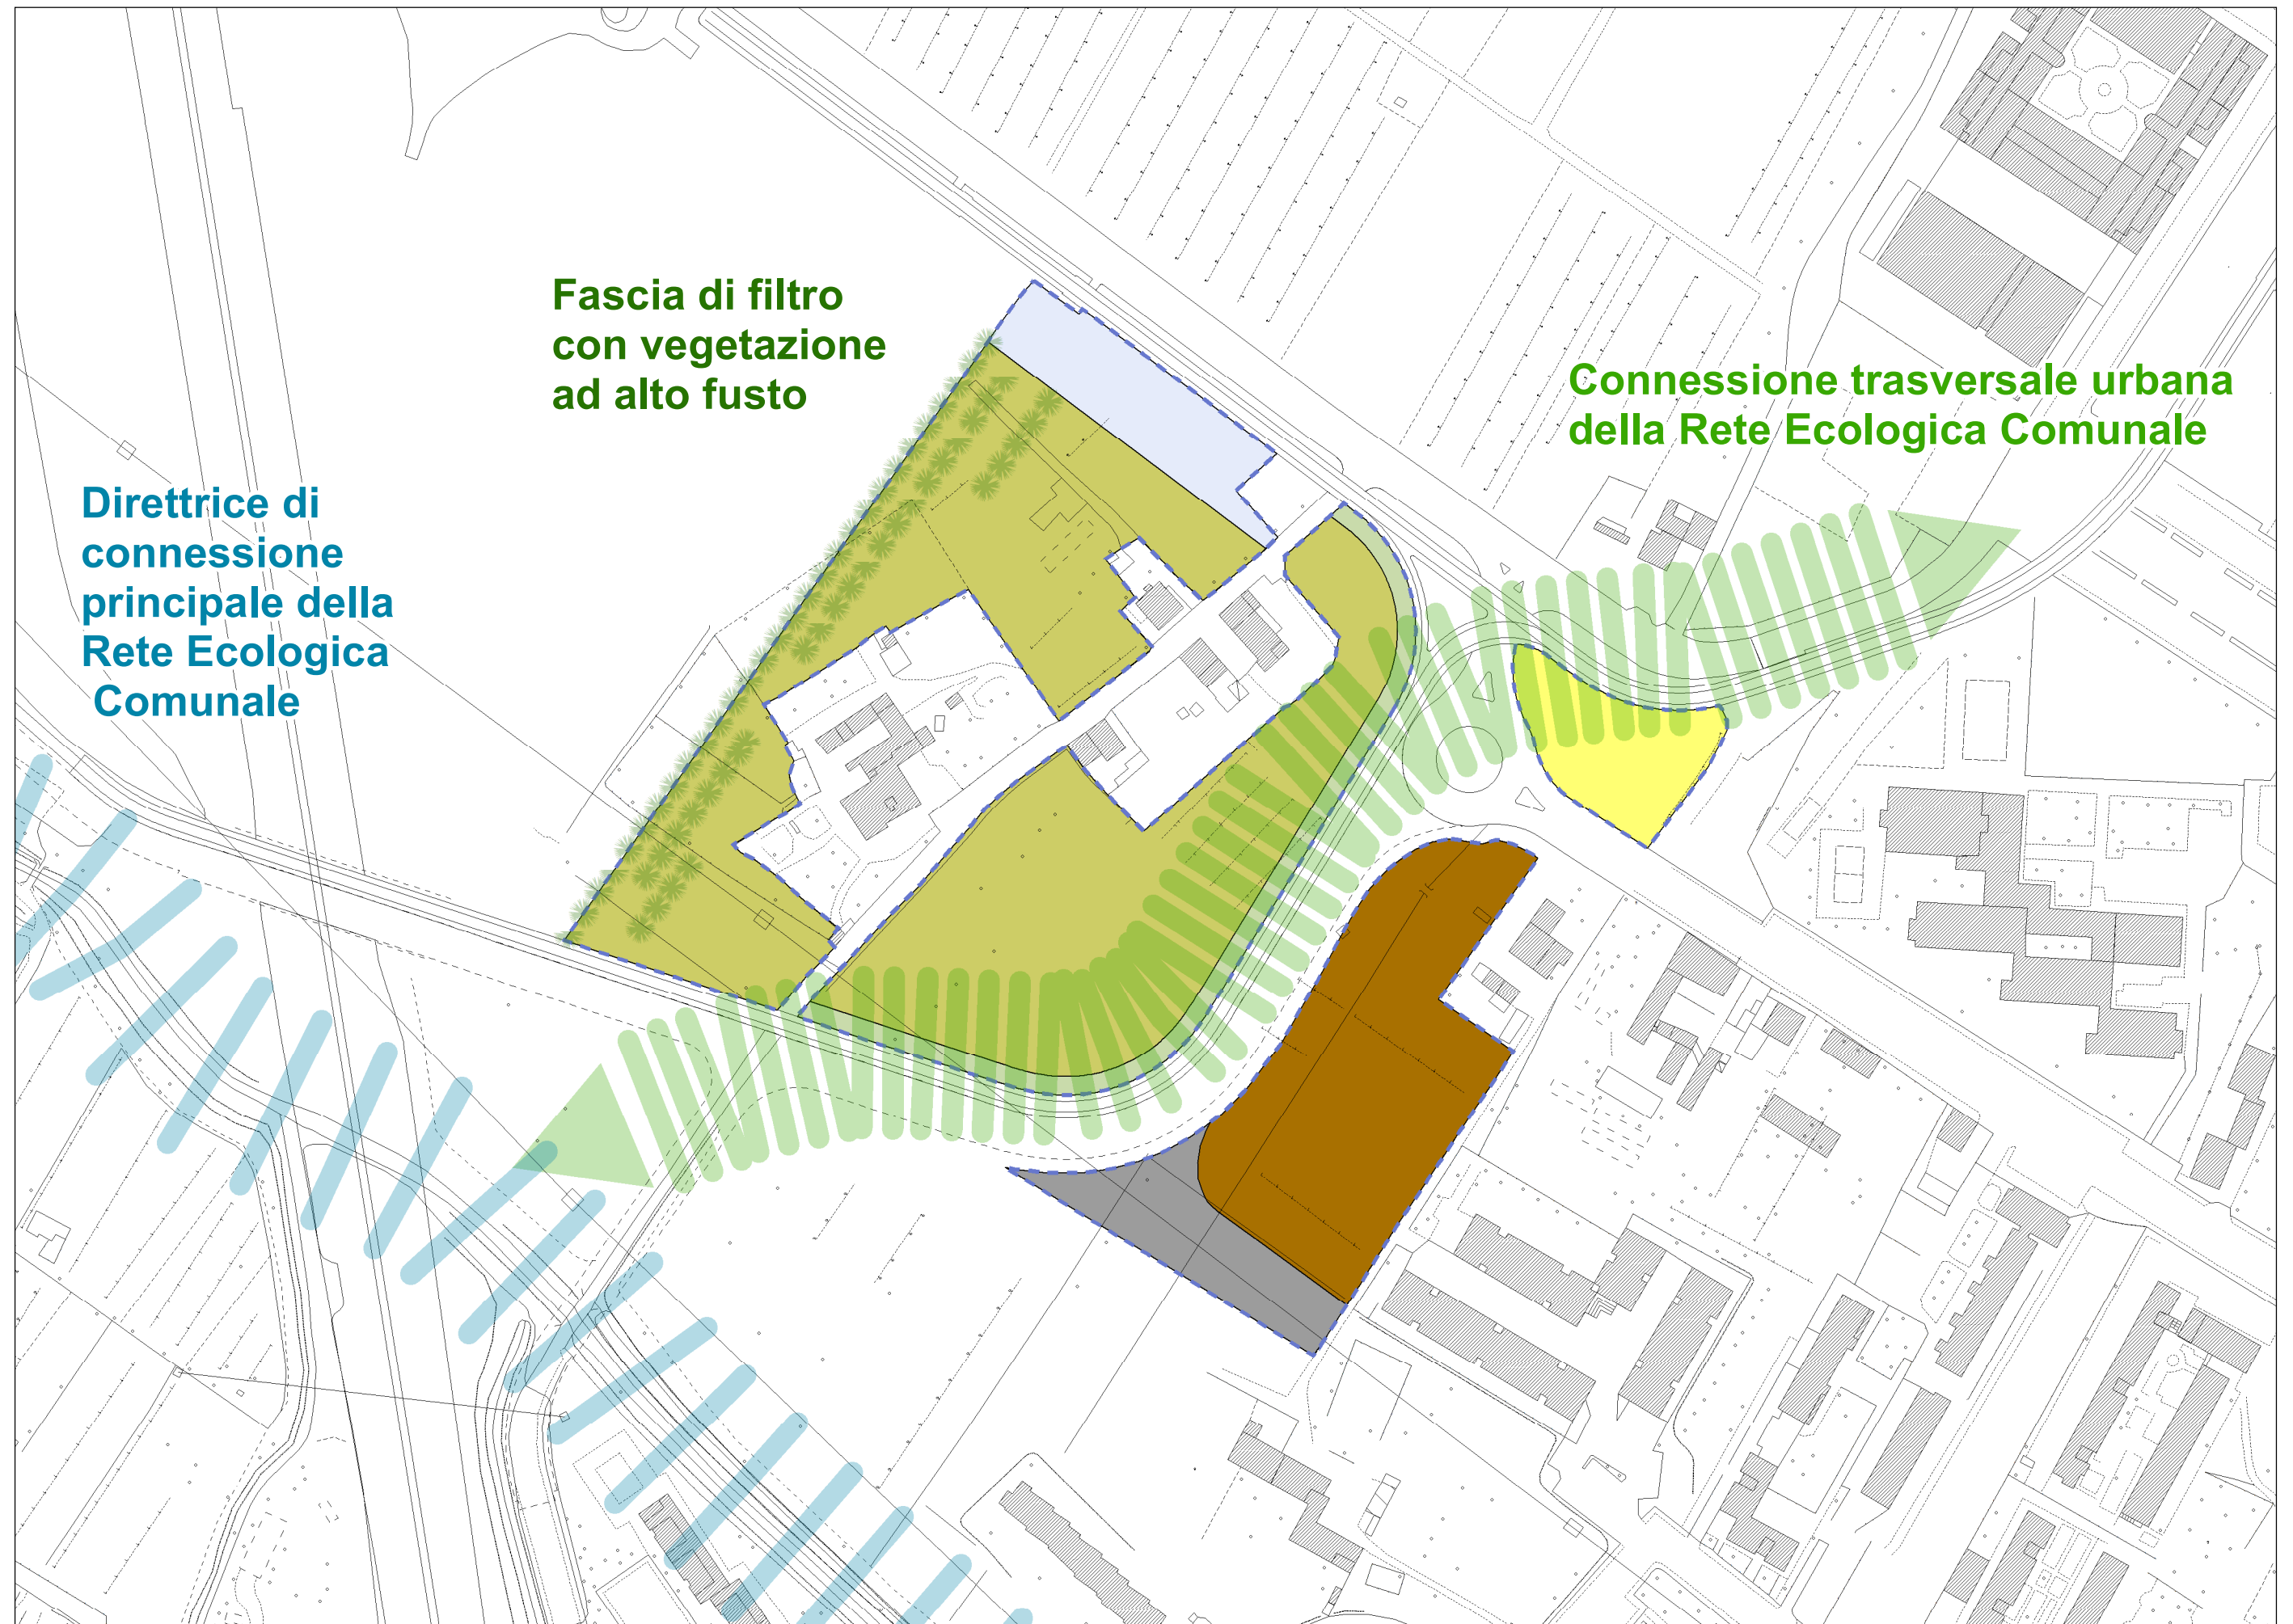 Fascia di filtro
con vegetazione
ad alto fusto
Connessione trasversale urbana
della Rete Ecologica Comunale
Direttrice di
connessione
principale della
Rete Ecologica
Comunale